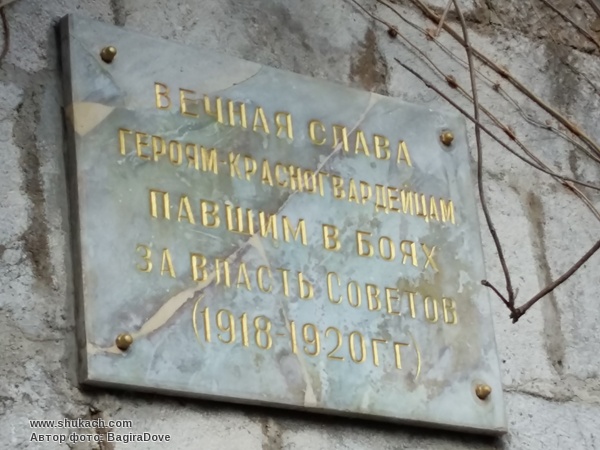 ВЕЧНАЯ СЛАВА
ГЕРОЯМ-КРАСНОГВАРДЕЙЦАМ
ПАВШИМ В БОЯХ
ЗА ВЛАСТЬ СОВЕТОВ
(1918-1920ГГ)
www.shukach.com
Автор фото: BagiraDove